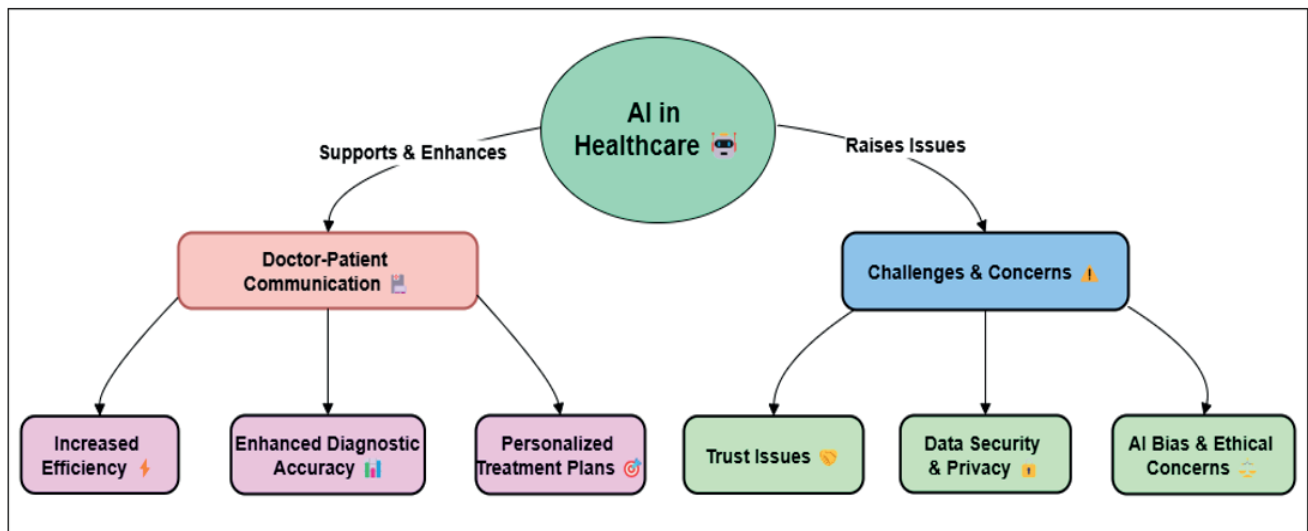 AI in
Healthcare
Supports & Enhances
Raises Issues
Doctor-Patient
Communication
Challenges & Concerns
Increased
Efficiency
Enhanced Diagnostic
Accuracy
Personalized
Treatment Plans
Trust Issues
Data Security
& Privacy
AI Bias & Ethical
Concerns